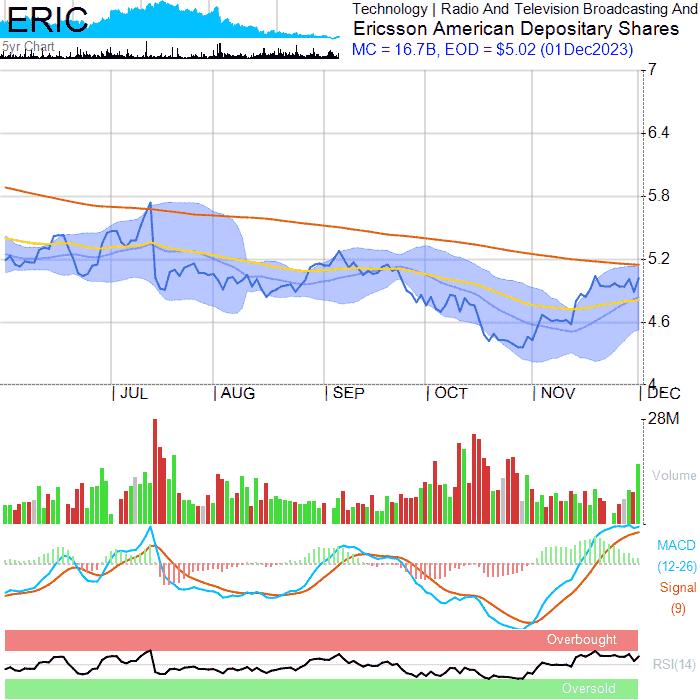 ERIC
5yr Chart
Technology | Radio And Television Broadcasting And
Ericsson American Depositary Shares
MC = 16.7B, EOD = $5.02 (01Dec2023)
7
6.4
5.8
5.2
4.6
4
| JUL | AUG | SEP | OCT | NOV | DEC
28M
Volume
MACD
(12-26)
Signal
(9)
Overbought
RSI(14)
Oversold